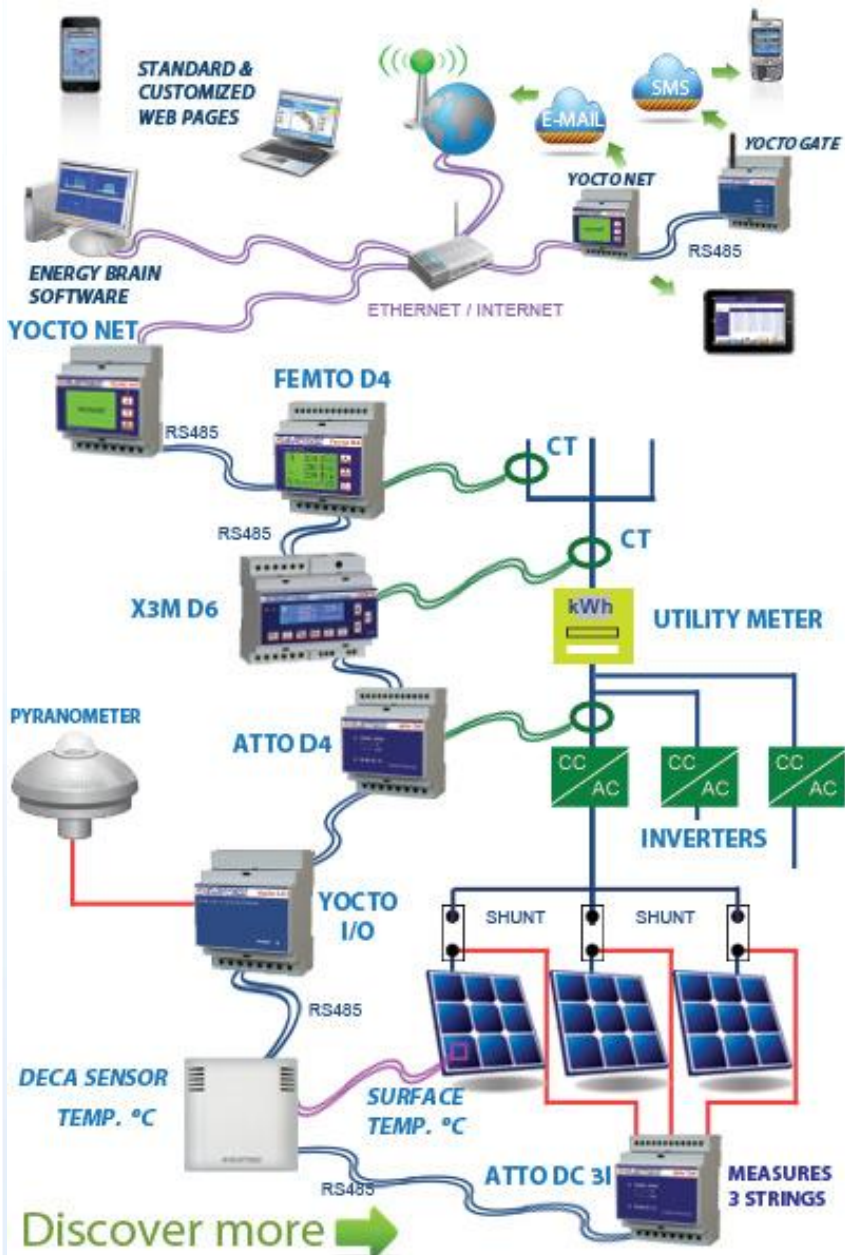 STANDARD &
CUSTOMIZED
WEB PAGES
E-MAIL
SMS
YOCTO GATE
YOCTO NET
RS485
ENERGY BRAIN
SOFTWARE
ETHERNET / INTERNET
YOCTO NET
FEMTO D4
RS485
CT
RS485
CT
X3M D6
kWh
UTILITY METER
PYRANOMETER
ATTO D4
CC
AC
CC
AC
CC
AC
INVERTERS
YOCTO
I/O
SHUNT
SHUNT
RS485
DECA SENSOR
TEMP. ºC
SURFACE
TEMP. ºC
RS485
ATTO DC 3I
MEASURES
3 STRINGS
Discover more